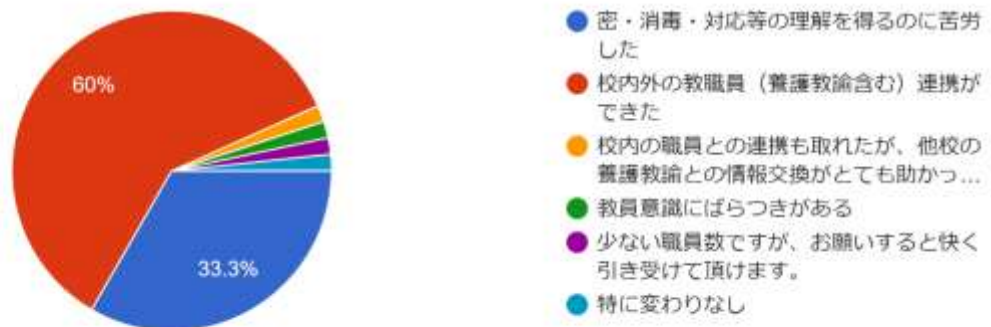 60%
33.3%
密・消毒・対応等の理解を得るのに苦労
した
校内外の教職員（養護教諭含む）連携が
できた
校内の職員との連携も取れたが、他校の
養護教諭との情報交換がとても助かっ...
教員意識にばらつきがある
少ない職員数ですが、お願いすると快く
引き受けて頂けます。
特に変わりなし